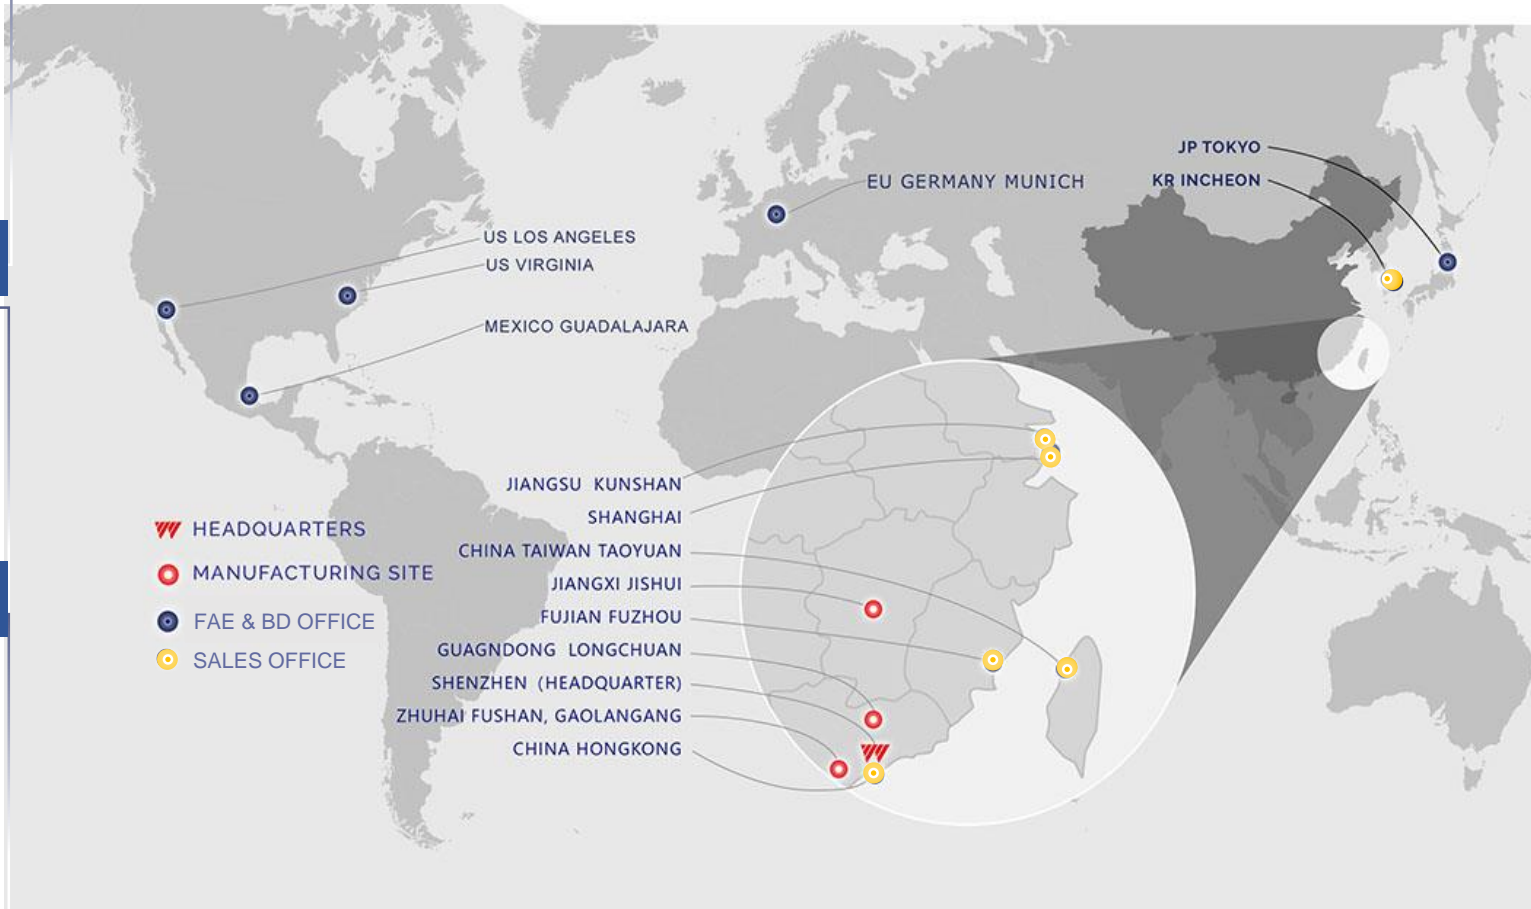 JP TOKYO
KR INCHEON
EU GERMANY MUNICH
US LOS ANGELES
US VIRGINIA
MEXICO GUADALAJARA
JIANGSU KUNSHAN
SHANGHAI
CHINA TAIWAN TAOYUAN
JIANGXI JISHUI
FUJIAN FUZHOU
GUAGNDONG LONGCHUAN
SHENZHEN (HEADQUARTER)
ZHUHAI FUSHAN, GAOLANGANG
CHINA HONGKONG
HEADQUARTERS
MANUFACTURING SITE
FAE & BD OFFICE
SALES OFFICE